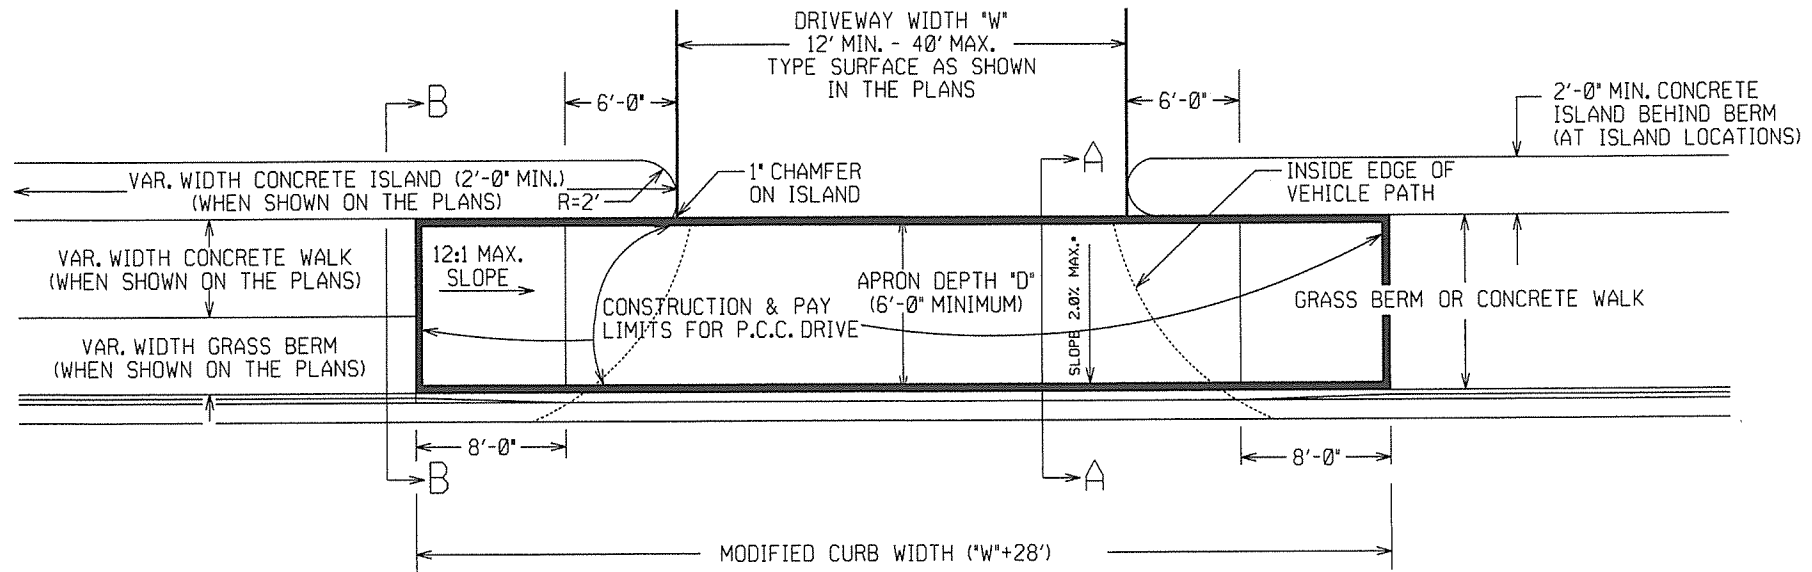 DRIVEWAY WIDTH "W"
12' MIN. - 40' MAX.
TYPE SURFACE AS SHOWN
IN THE PLANS
B
6'-0"
6'-0"
2'-0" MIN. CONCRETE
ISLAND BEHIND BERM
(AT ISLAND LOCATIONS)
A
VAR. WIDTH CONCRETE ISLAND (2'-0" MIN.)
(WHEN SHOWN ON THE PLANS)
R=2'
1" CHAMFER
ON ISLAND
INSIDE EDGE OF
VEHICLE PATH
VAR. WIDTH CONCRETE WALK
(WHEN SHOWN ON THE PLANS)
12:1 MAX.
SLOPE
CONSTRUCTION & PAY
LIMITS FOR P.C.C. DRIVE
APRON DEPTH "D"
(6'-0" MINIMUM)
SLOPE 2.0% MAX.*
GRASS BERM OR CONCRETE WALK
VAR. WIDTH GRASS BERM
(WHEN SHOWN ON THE PLANS)
8'-0"
8'-0"
B
A
MODIFIED CURB WIDTH ("W"+28')